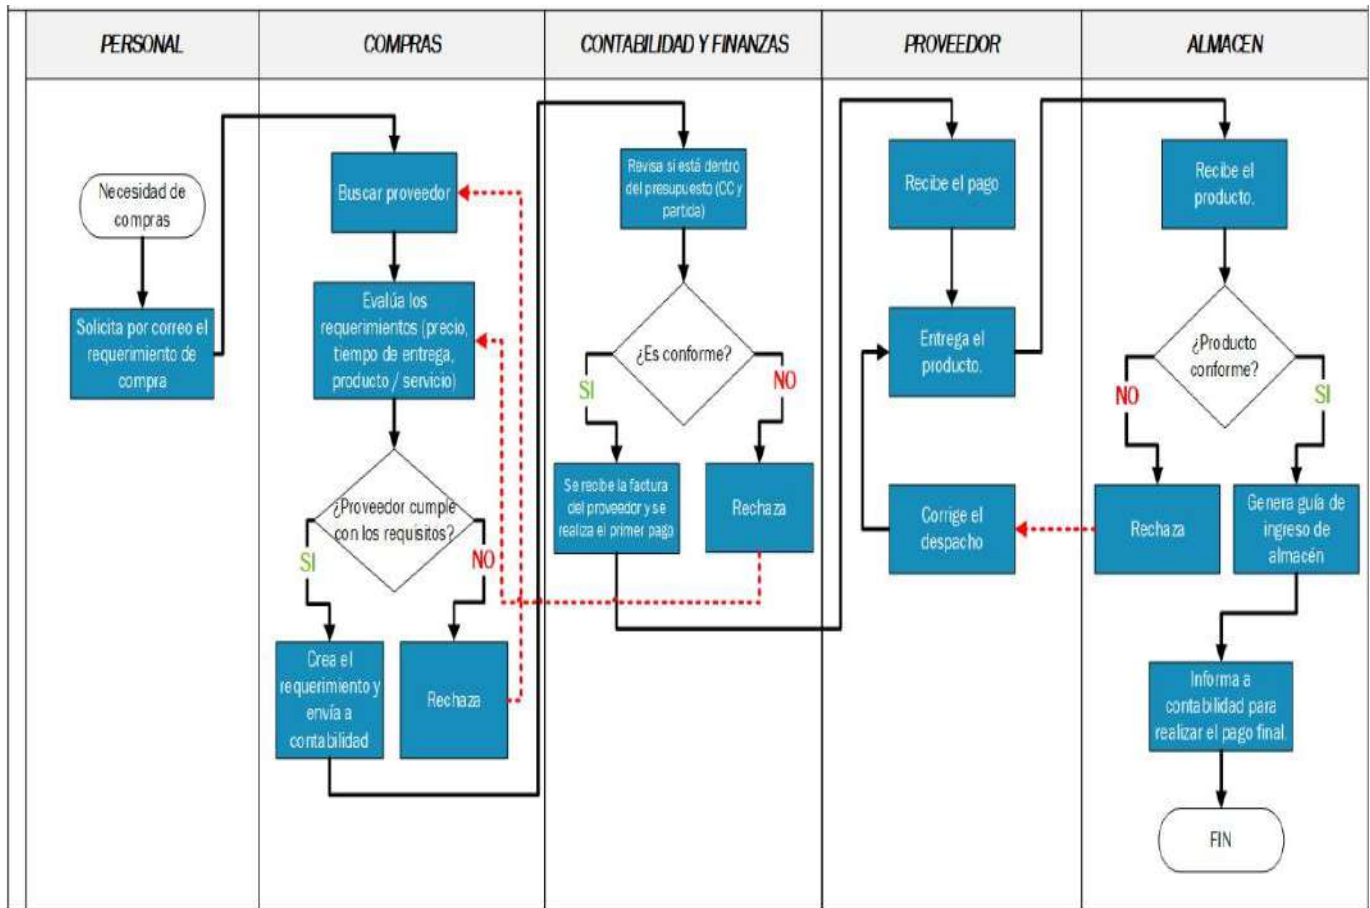 PERSONAL
COMPRAS
CONTABILIDAD Y FINANZAS
PROVEEDOR
ALMACEN
Necesidad de
compras
Solicita por correo el
requerimiento de
compra
Buscar proveedor
Evalúa los
requerimientos (precio,
tiempo de entrega,
producto / servicio)
¿Proveedor cumple
con los requisitos?
SI
NO
Crea el
requerimiento y
envía a
contabilidad
Rechaza
Revisa si está dentro
del presupuesto (CC y
partida)
¿Es conforme?
SI
NO
Se recibe la factura
del proveedor y se
realiza el primer pago
Rechaza
Recibe el pago
Entrega el
producto.
Corrige el
despacho
Recibe el
producto.
¿Producto
conforme?
NO
SI
Rechaza
Genera guía de
ingreso de
almacén
Informa a
contabilidad para
realizar el pago final.
FIN